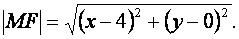 |MF| = √((x−4)² + (y−0)²).